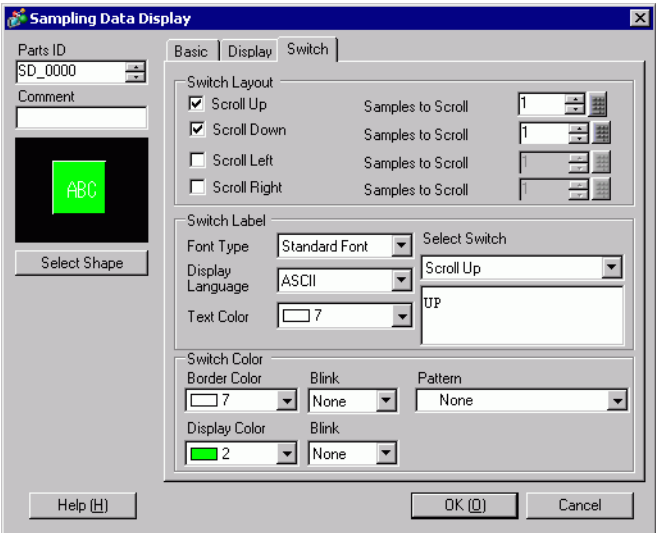 Sampling Data Display
Parts ID
SD_0000
Comment
ABC
Select Shape
Basic Display Switch
Switch Layout
Scroll Up Samples to Scroll 1
Scroll Down Samples to Scroll 1
Scroll Left Samples to Scroll 1
Scroll Right Samples to Scroll 1
Switch Label
Font Type Standard Font
Display Language ASCII
Text Color 7
Select Switch
Scroll Up
UP
Switch Color
Border Color Blink Pattern
7 None None
Display Color Blink
2 None
Help (H) OK (O) Cancel